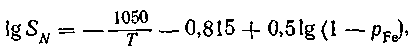 lg S_N = − 1050/T − 0,815 + 0,5 lg (1 − p_Fe),